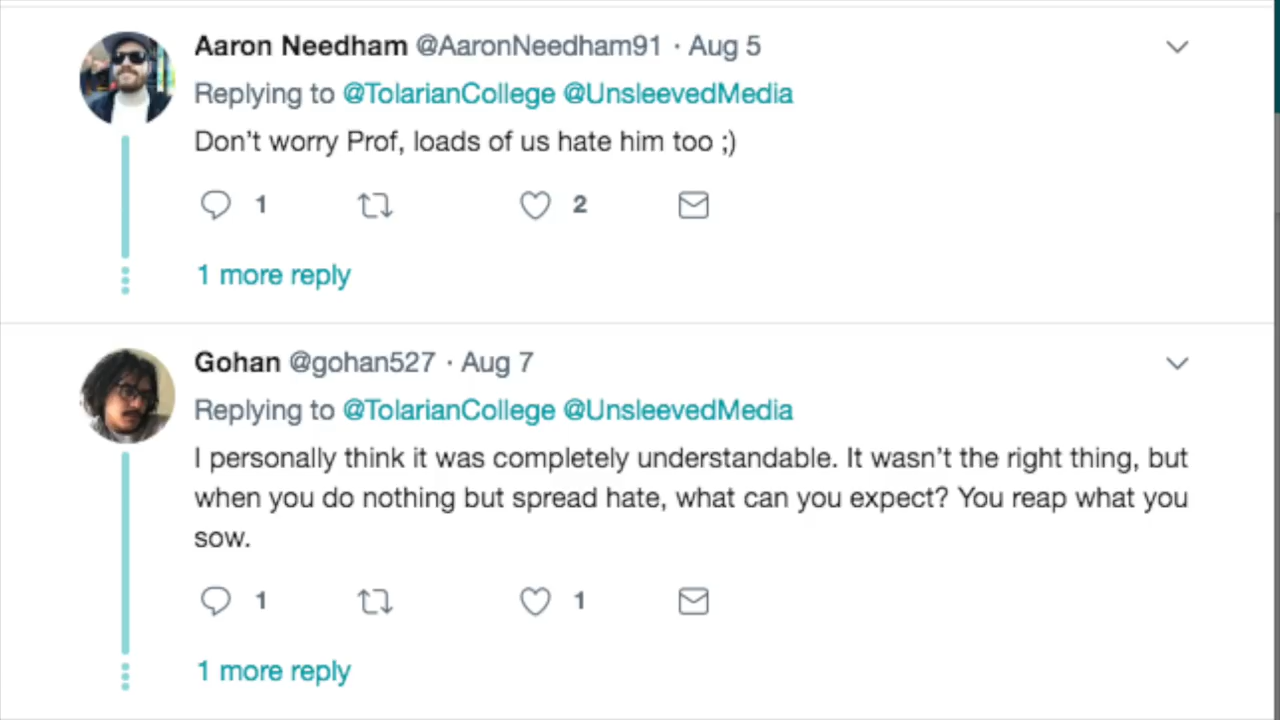 Aaron Needham @AaronNeedham91 · Aug 5
Replying to @TolarianCollege @UnsleevedMedia
Don't worry Prof, loads of us hate him too ;)
1 2
1 more reply
Gohan @gohan527 · Aug 7
Replying to @TolarianCollege @UnsleevedMedia
I personally think it was completely understandable. It wasn't the right thing, but
when you do nothing but spread hate, what can you expect? You reap what you
sow.
1 1
1 more reply